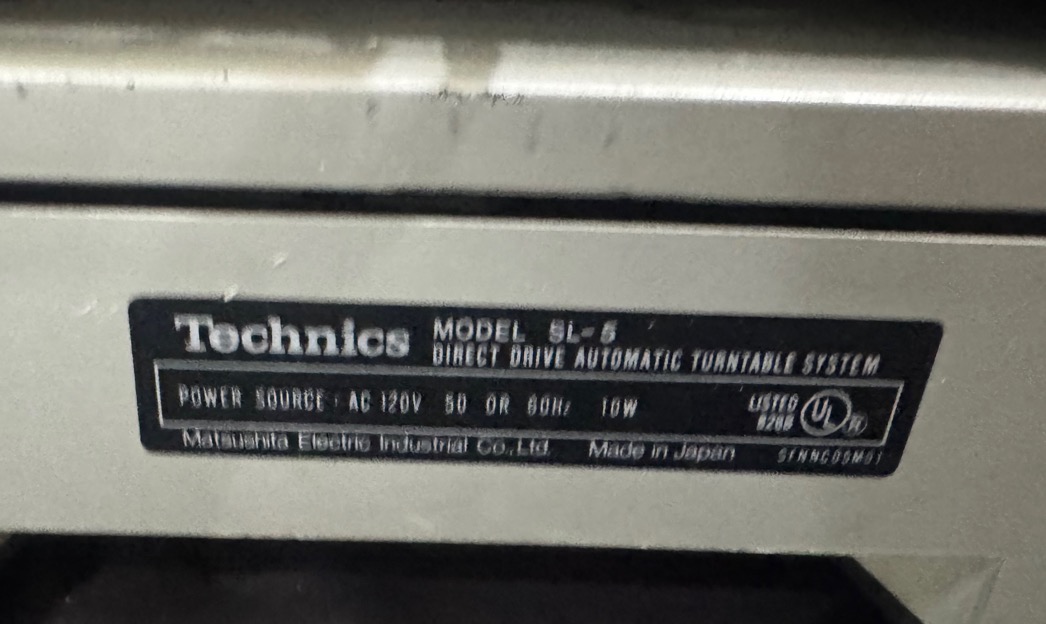 Technics MODEL SL-5
DIRECT DRIVE AUTOMATIC TURNTABLE SYSTEM
POWER SOURCE : AC 120V 50 OR 60Hz 10W
LISTED UL ®
Matsushita Electric Industrial Co., Ltd. Made in Japan